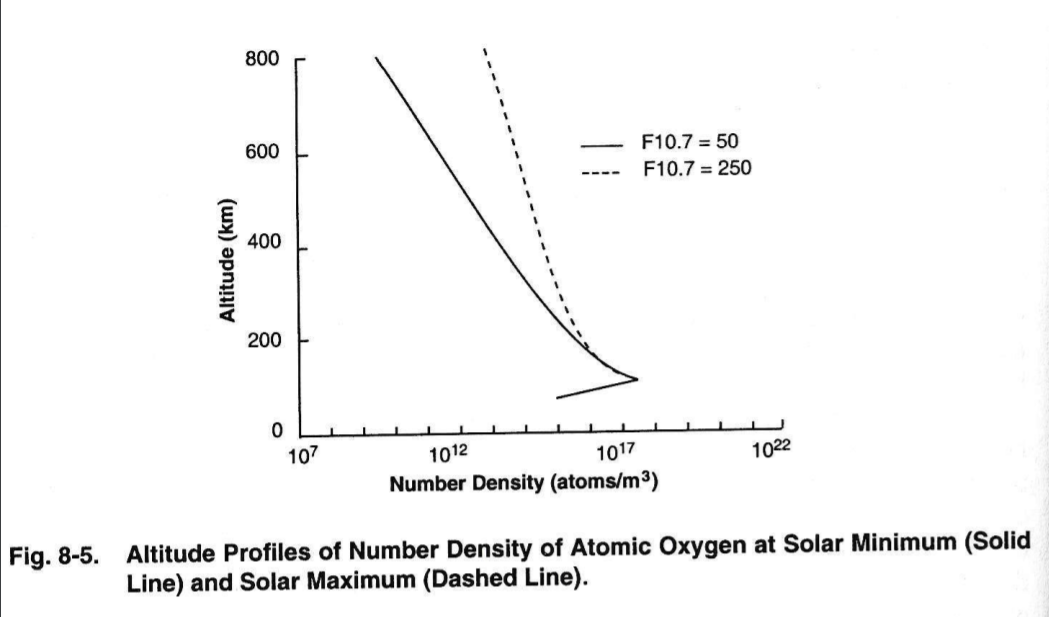 800
600
400
200
0
Altitude (km)
F10.7 = 50
F10.7 = 250
10⁷
10¹²
10¹⁷
10²²
Number Density (atoms/m³)
Fig. 8-5. Altitude Profiles of Number Density of Atomic Oxygen at Solar Minimum (Solid
Line) and Solar Maximum (Dashed Line).